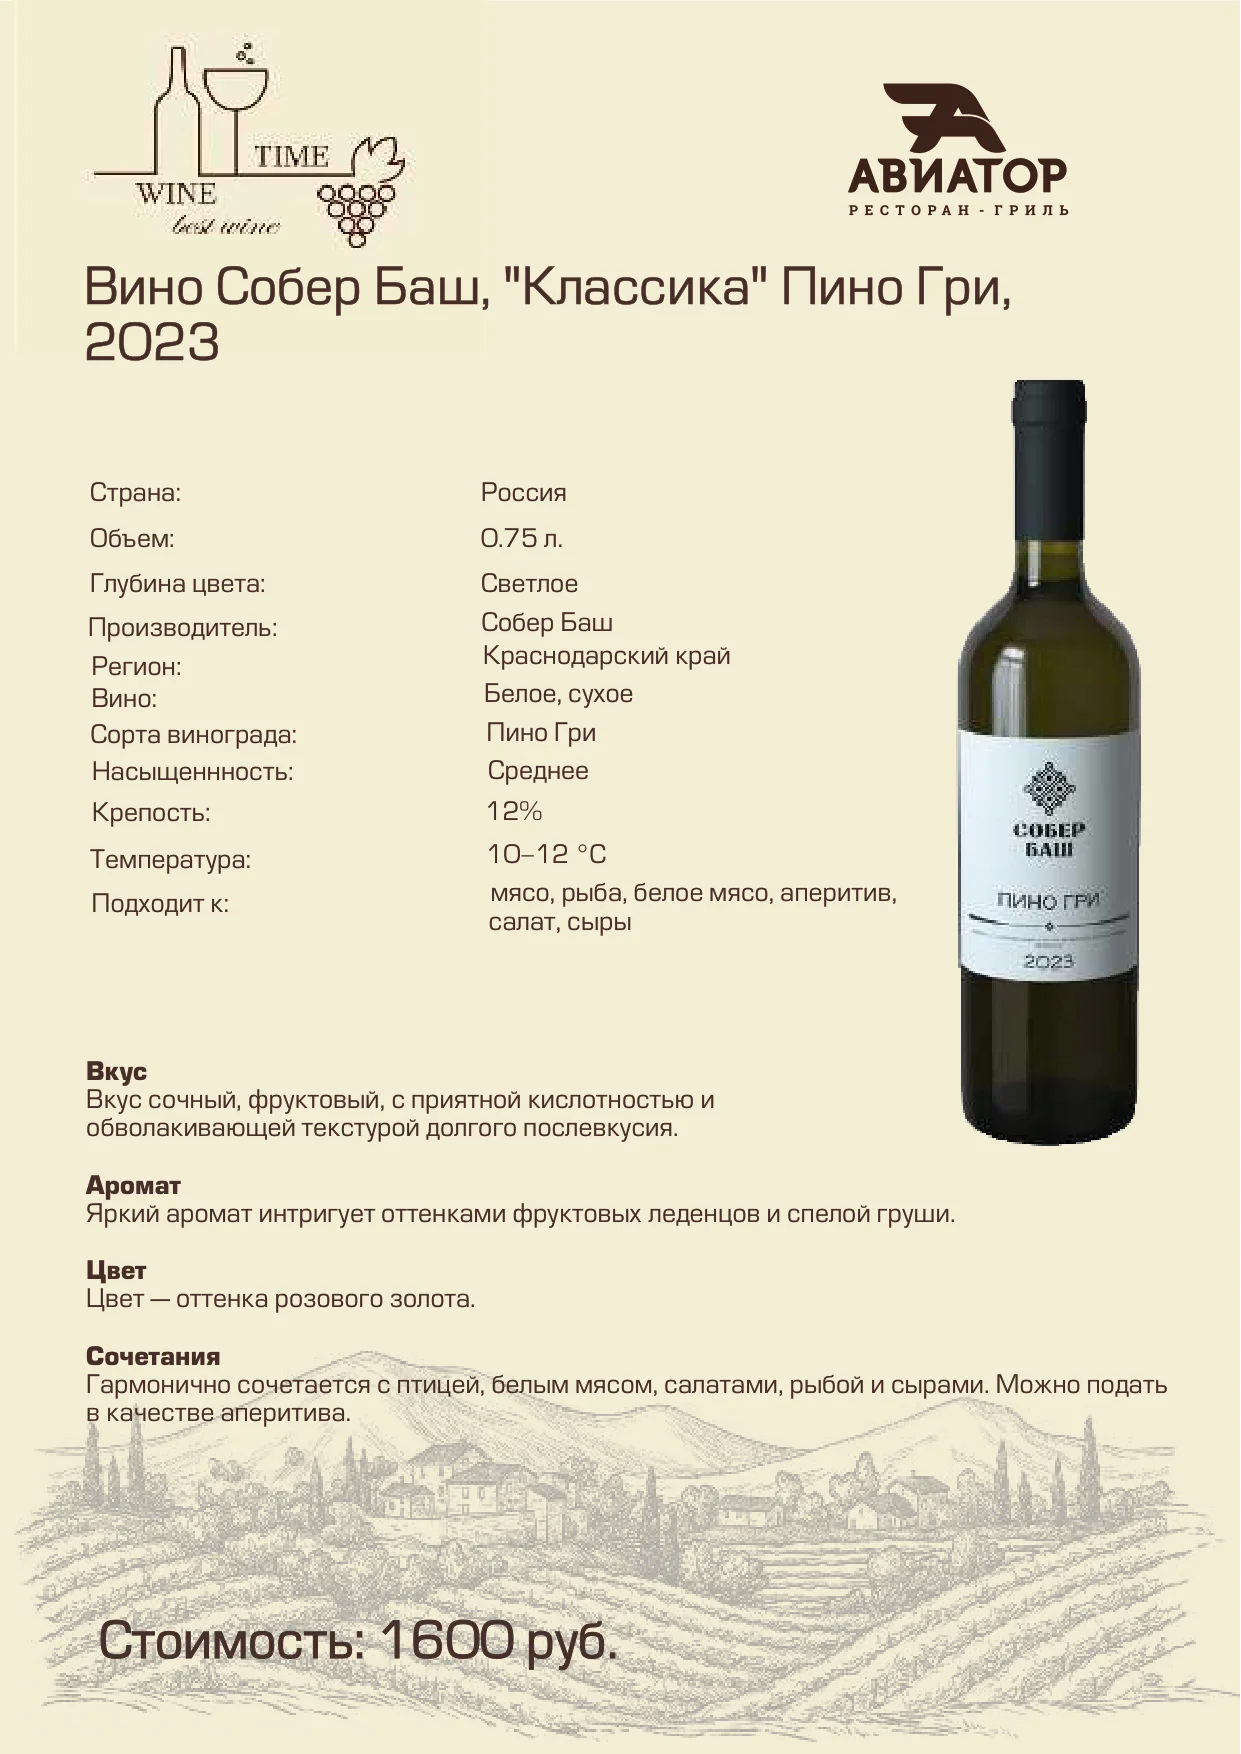 TIME
WINE
best wine
АВИАТОР
РЕСТОРАН - ГРИЛЬ
Вино Собер Баш, "Классика" Пино Гри,
2023
Страна: Россия
Объем: 0.75 л.
Глубина цвета: Светлое
Производитель: Собер Баш
Регион: Краснодарский край
Вино: Белое, сухое
Сорта винограда: Пино Гри
Насыщеннность: Среднее
Крепость: 12%
Температура: 10–12 °C
Подходит к: мясо, рыба, белое мясо, аперитив,
салат, сыры
СОБЕР
БАШ
ПИНО ГРИ
2023
Вкус
Вкус сочный, фруктовый, с приятной кислотностью и
обволакивающей текстурой долгого послевкусия.
Аромат
Яркий аромат интригует оттенками фруктовых леденцов и спелой груши.
Цвет
Цвет — оттенка розового золота.
Сочетания
Гармонично сочетается с птицей, белым мясом, салатами, рыбой и сырами. Можно подать
в качестве аперитива.
Стоимость: 1600 руб.